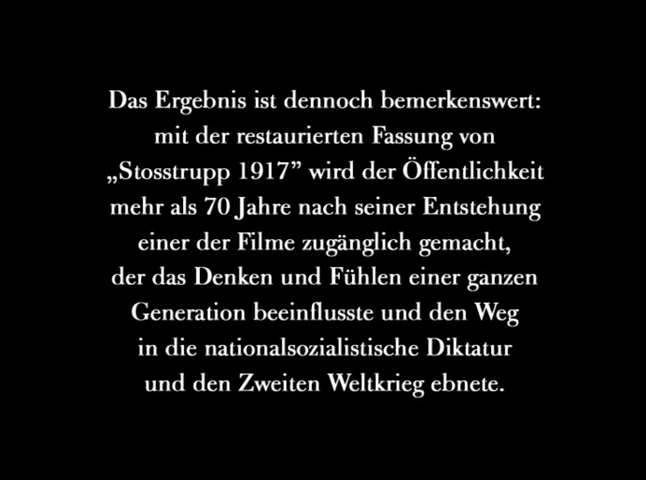 Das Ergebnis ist dennoch bemerkenswert:
mit der restaurierten Fassung von
„Stosstrupp 1917” wird der Öffentlichkeit
mehr als 70 Jahre nach seiner Entstehung
einer der Filme zugänglich gemacht,
der das Denken und Fühlen einer ganzen
Generation beeinflusste und den Weg
in die nationalsozialistische Diktatur
und den Zweiten Weltkrieg ebnete.